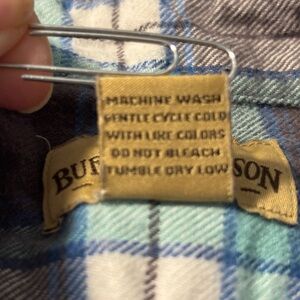 MACHINE WASH
GENTLE CYCLE COLD
WITH LIKE COLORS
DO NOT BLEACH
TUMBLE DRY LOW
BUF
SON